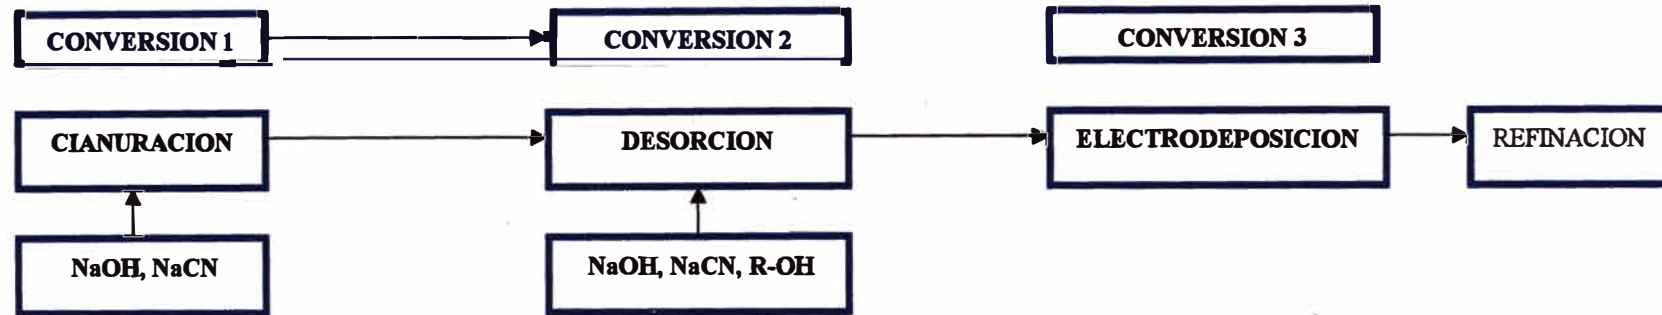 CONVERSION 1
CONVERSION 2
CONVERSION 3
CIANURACION
DESORCION
ELECTRODEPOSICION
REFINACION
NaOH, NaCN
NaOH, NaCN, R-OH